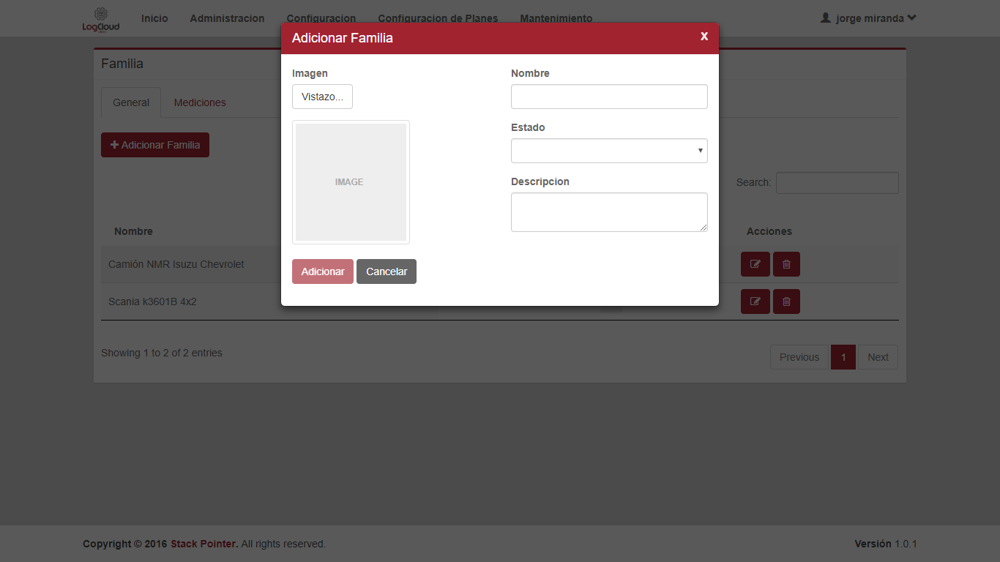 LogCloud
Inicio Administracion Configuracion Configuracion de Planes Mantenimiento jorge miranda
Adicionar Familia x
Familia
General Mediciones
Adicionar Familia
Imagen
Vistazo...
IMAGE
Nombre
Estado
Descripcion
Adicionar Cancelar
Search:
Nombre Acciones
Camión NMR Isuzu Chevrolet
Scania k3601B 4x2
Showing 1 to 2 of 2 entries
Previous 1 Next
Copyright © 2016 Stack Pointer. All rights reserved. Versión 1.0.1